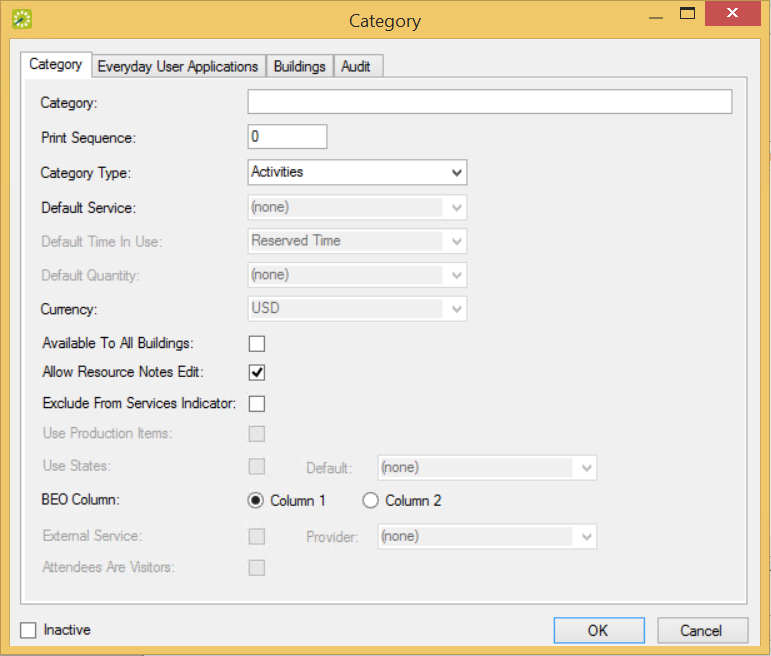 Category
Category Everyday User Applications Buildings Audit
Category:
Print Sequence: 0
Category Type: Activities
Default Service: (none)
Default Time In Use: Reserved Time
Default Quantity: (none)
Currency: USD
Available To All Buildings:
Allow Resource Notes Edit:
Exclude From Services Indicator:
Use Production Items:
Use States: Default: (none)
BEO Column: Column 1 Column 2
External Service: Provider: (none)
Attendees Are Visitors:
Inactive OK Cancel